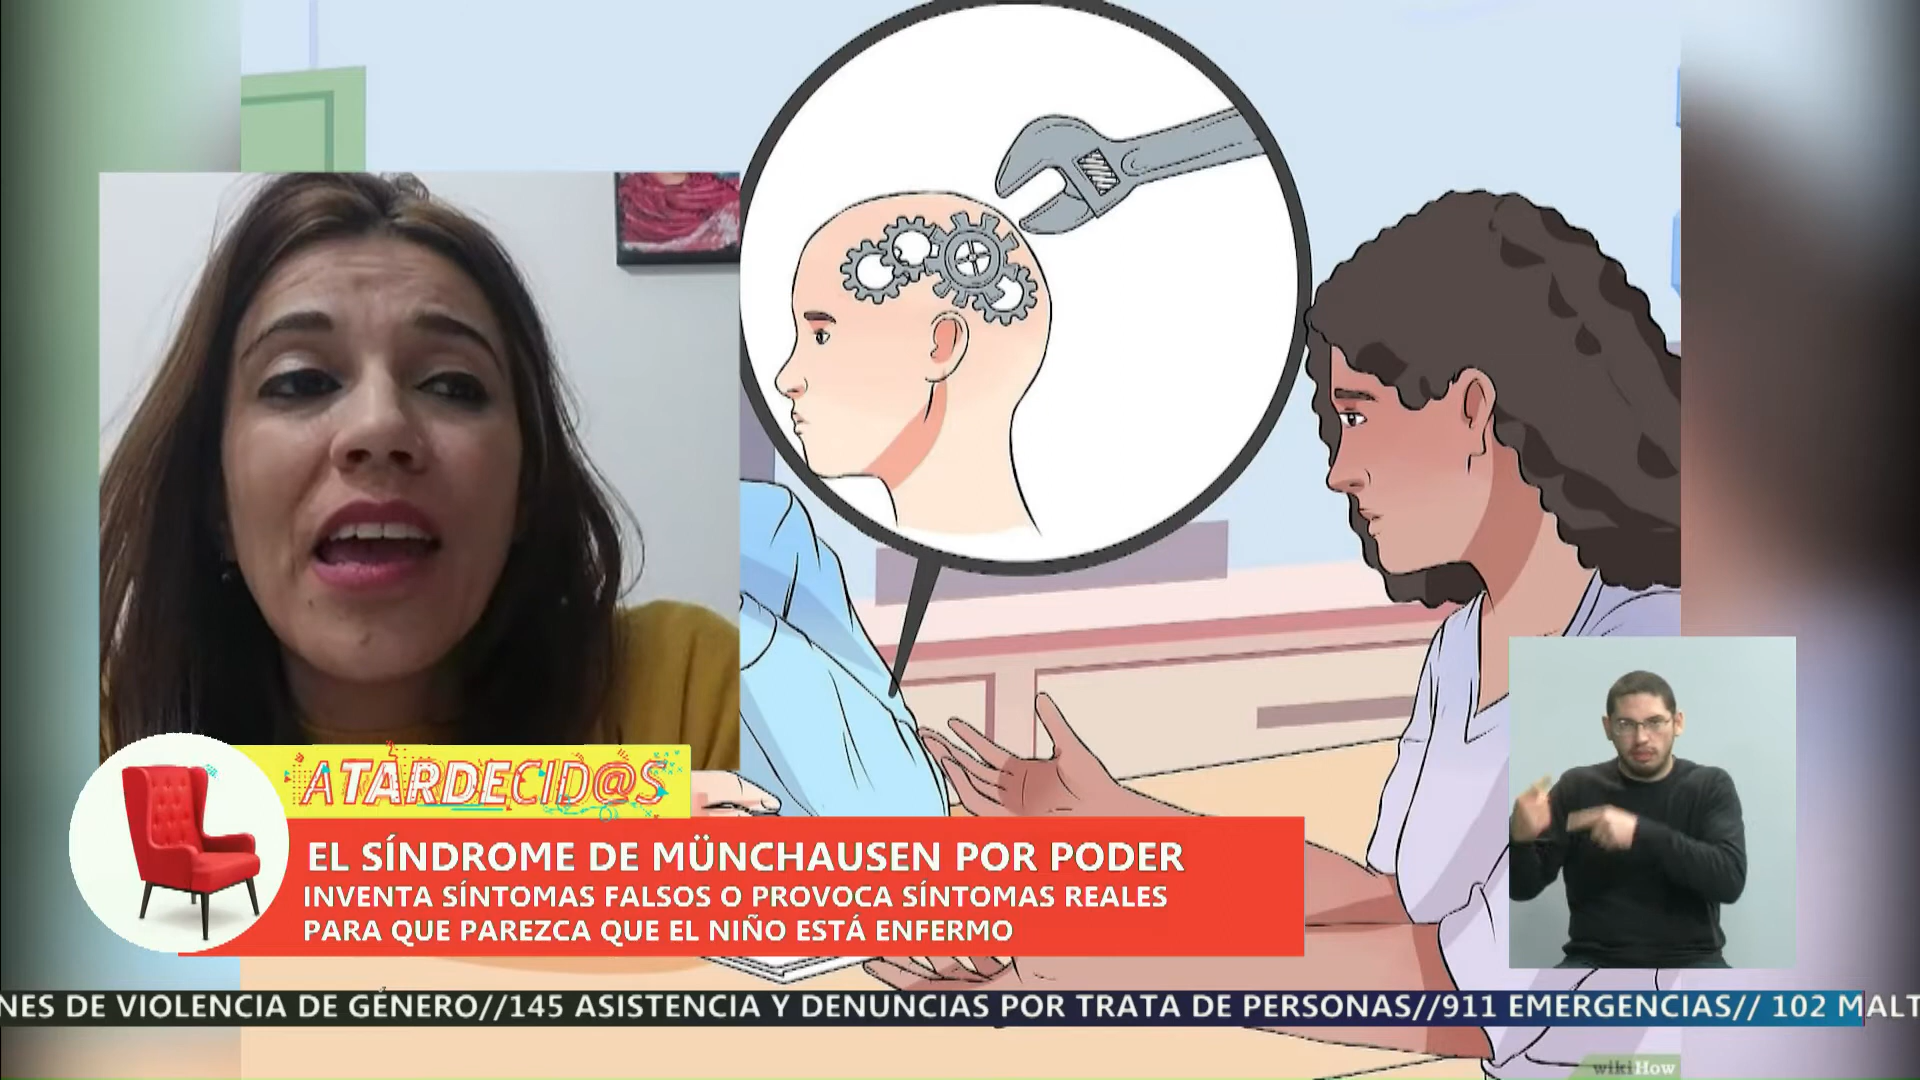 ATARDECID@S
EL SÍNDROME DE MÜNCHAUSEN POR PODER
INVENTA SÍNTOMAS FALSOS O PROVOCA SÍNTOMAS REALES
PARA QUE PAREZCA QUE EL NIÑO ESTÁ ENFERMO
NES DE VIOLENCIA DE GÉNERO//145 ASISTENCIA Y DENUNCIAS POR TRATA DE PERSONAS//911 EMERGENCIAS// 102 MALT
wikiHow